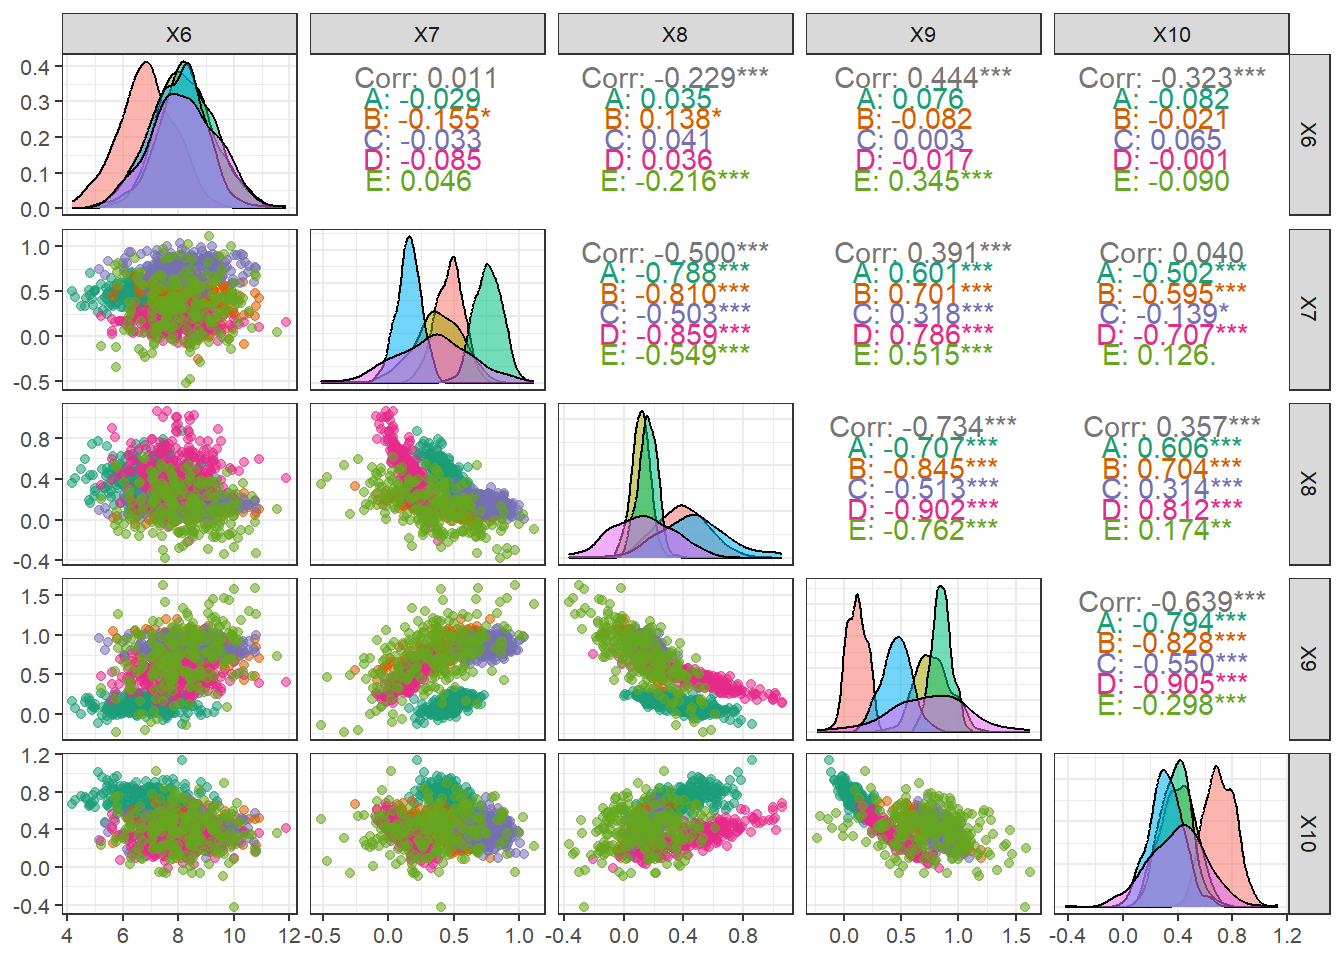 X6 X7 X8 X9 X10
0.4
0.3
0.2
0.1
0.0
Corr: 0.011
A: -0.029
B: -0.155*
C: -0.033
D: -0.085
E: 0.046
Corr: -0.229***
A: 0.035
B: 0.138*
C: 0.041
D: 0.036
E: -0.216***
Corr: 0.444***
A: 0.076
B: -0.082
C: 0.003
D: -0.017
E: 0.345***
Corr: -0.323***
A: -0.082
B: -0.021
C: 0.065
D: -0.001
E: -0.090
X6
1.0
0.5
0.0
-0.5
Corr: -0.500***
A: -0.788***
B: -0.810***
C: -0.503***
D: -0.859***
E: -0.549***
Corr: 0.391***
A: 0.601***
B: 0.701***
C: 0.318***
D: 0.786***
E: 0.515***
Corr: 0.040
A: -0.502***
B: -0.595***
C: -0.139*
D: -0.707***
E: 0.126.
X7
0.8
0.4
0.0
-0.4
Corr: -0.734***
A: -0.707***
B: -0.845***
C: -0.513***
D: -0.902***
E: -0.762***
Corr: 0.357***
A: 0.606***
B: 0.704***
C: 0.314***
D: 0.812***
E: 0.174**
X8
1.5
1.0
0.5
0.0
Corr: -0.639***
A: -0.794***
B: -0.828***
C: -0.550***
D: -0.905***
E: -0.298***
X9
1.2
0.8
0.4
0.0
-0.4
X10
4 6 8 10 12
-0.5 0.0 0.5 1.0
-0.4 0.0 0.4 0.8
0.0 0.5 1.0 1.5
-0.4 0.0 0.4 0.8 1.2